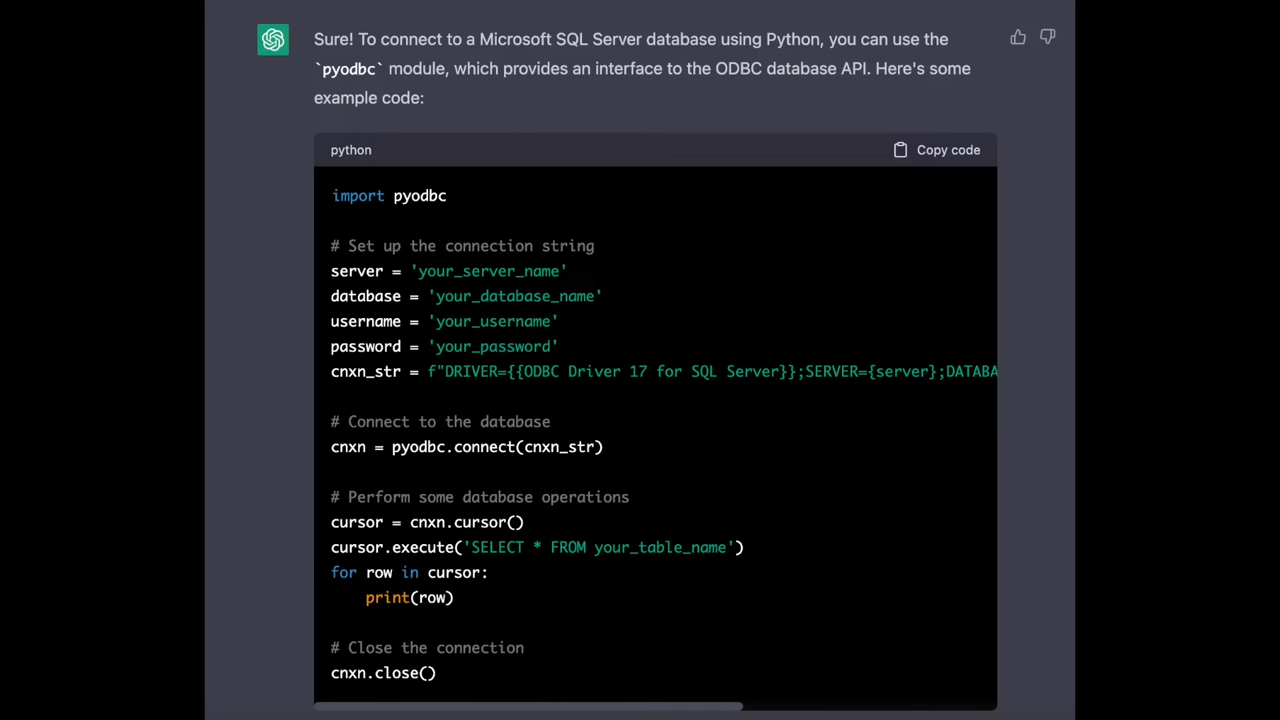 Sure! To connect to a Microsoft SQL Server database using Python, you can use the
`pyodbc` module, which provides an interface to the ODBC database API. Here's some
example code:
python
Copy code
import pyodbc
# Set up the connection string
server = 'your_server_name'
database = 'your_database_name'
username = 'your_username'
password = 'your_password'
cnxn_str = f"DRIVER={{ODBC Driver 17 for SQL Server}};SERVER={server};DATABA
# Connect to the database
cnxn = pyodbc.connect(cnxn_str)
# Perform some database operations
cursor = cnxn.cursor()
cursor.execute('SELECT * FROM your_table_name')
for row in cursor:
    print(row)
# Close the connection
cnxn.close()